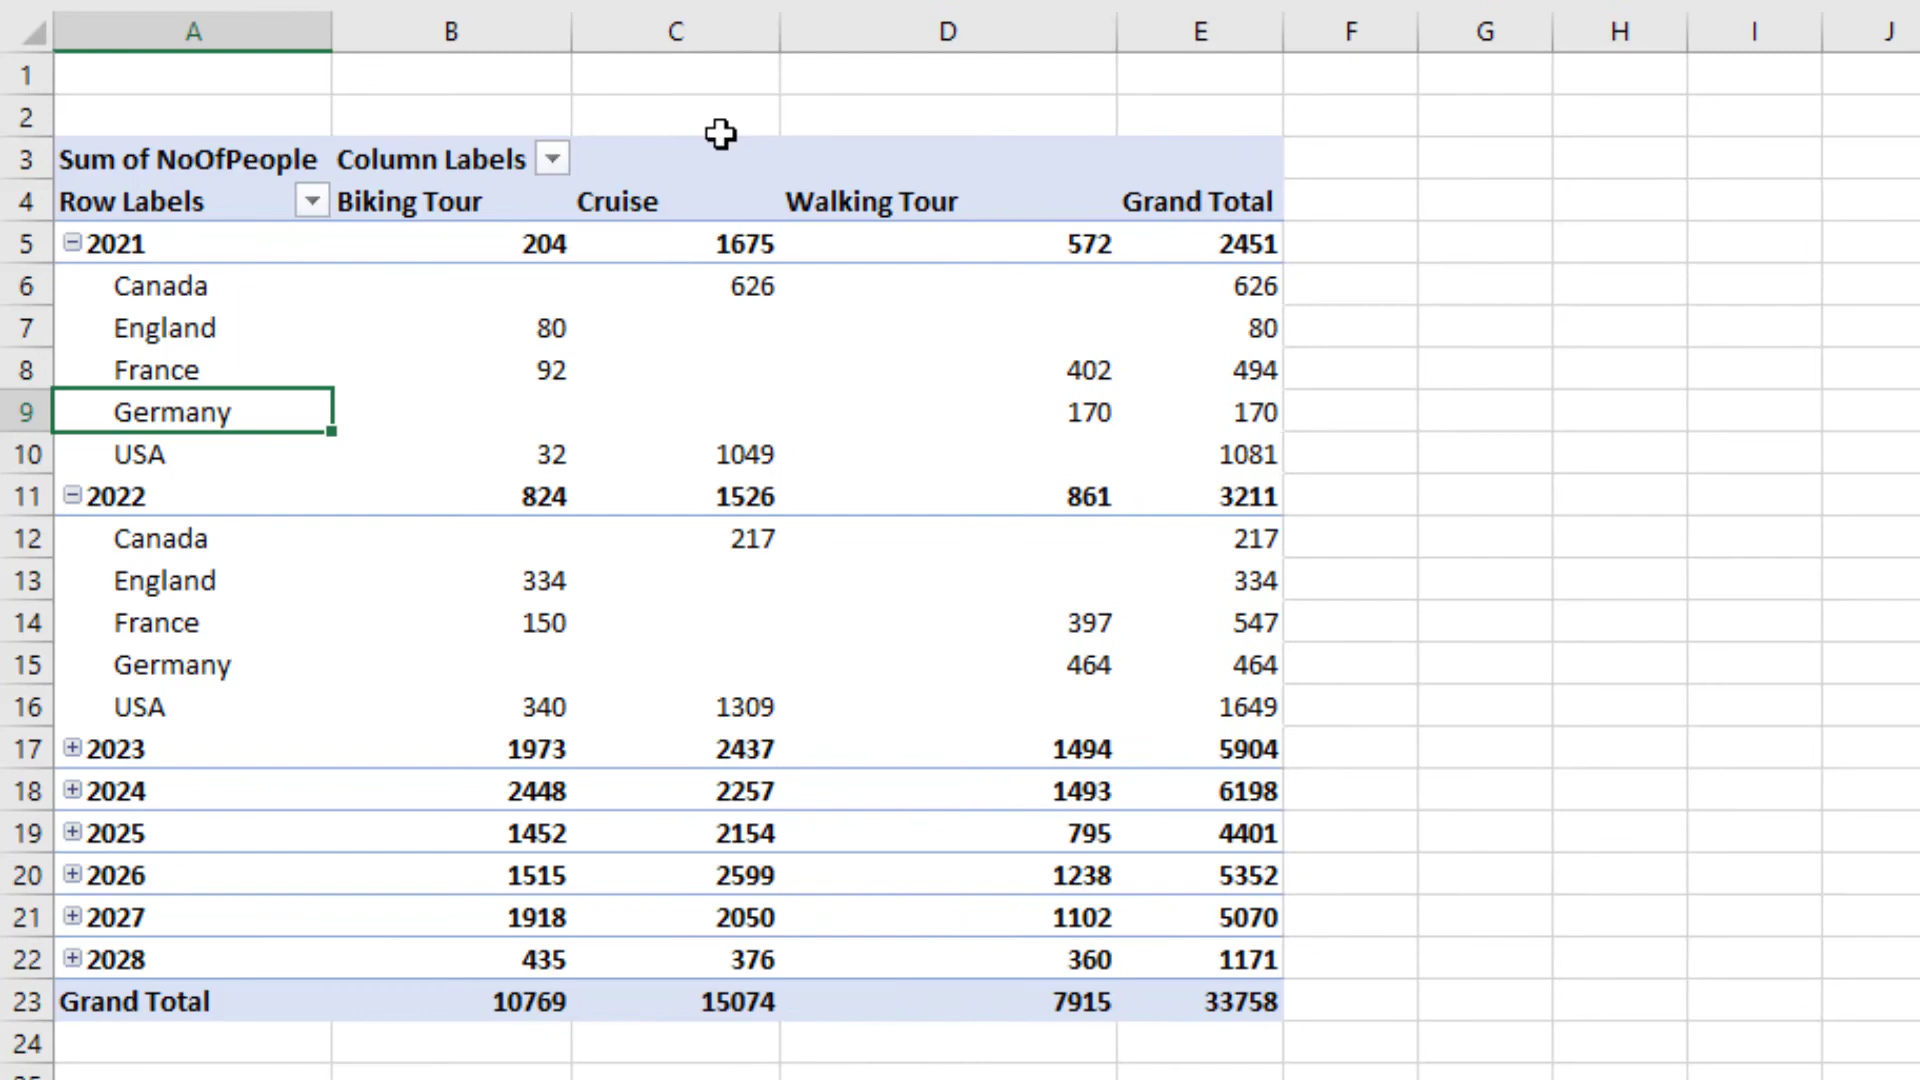 A B C D E F G H I J
1
2
3 Sum of NoOfPeople Column Labels
4 Row Labels Biking Tour Cruise Walking Tour Grand Total
5 2021 204 1675 572 2451
6 Canada 626 626
7 England 80 80
8 France 92 402 494
9 Germany 170 170
10 USA 32 1049 1081
11 2022 824 1526 861 3211
12 Canada 217 217
13 England 334 334
14 France 150 397 547
15 Germany 464 464
16 USA 340 1309 1649
17 2023 1973 2437 1494 5904
18 2024 2448 2257 1493 6198
19 2025 1452 2154 795 4401
20 2026 1515 2599 1238 5352
21 2027 1918 2050 1102 5070
22 2028 435 376 360 1171
23 Grand Total 10769 15074 7915 33758
24